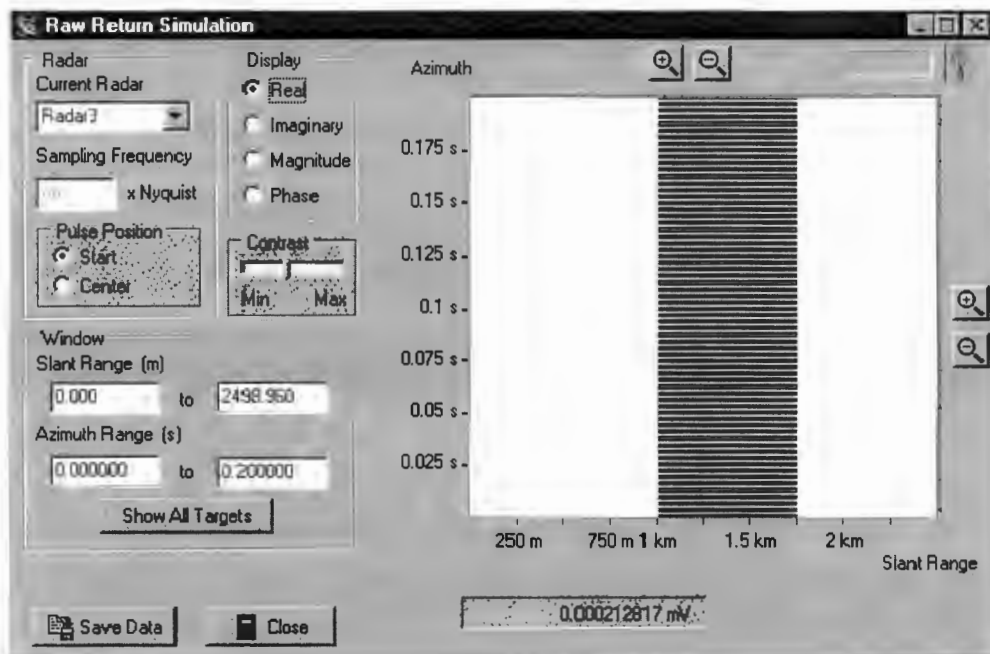 Raw Return Simulation
Radar
Current Radar
Radar3
Sampling Frequency
x Nyquist
Pulse Position
Start
Center
Display
Real
Imaginary
Magnitude
Phase
Contrast
Min Max
Window
Slant Range (m)
0.000 to 2498.960
Azimuth Range (s)
0.000000 to 0.200000
Show All Targets
Save Data
Close
Azimuth
0.175 s
0.15 s
0.125 s
0.1 s
0.075 s
0.05 s
0.025 s
250 m 750 m 1 km 1.5 km 2 km
Slant Range
0.000212817 mV